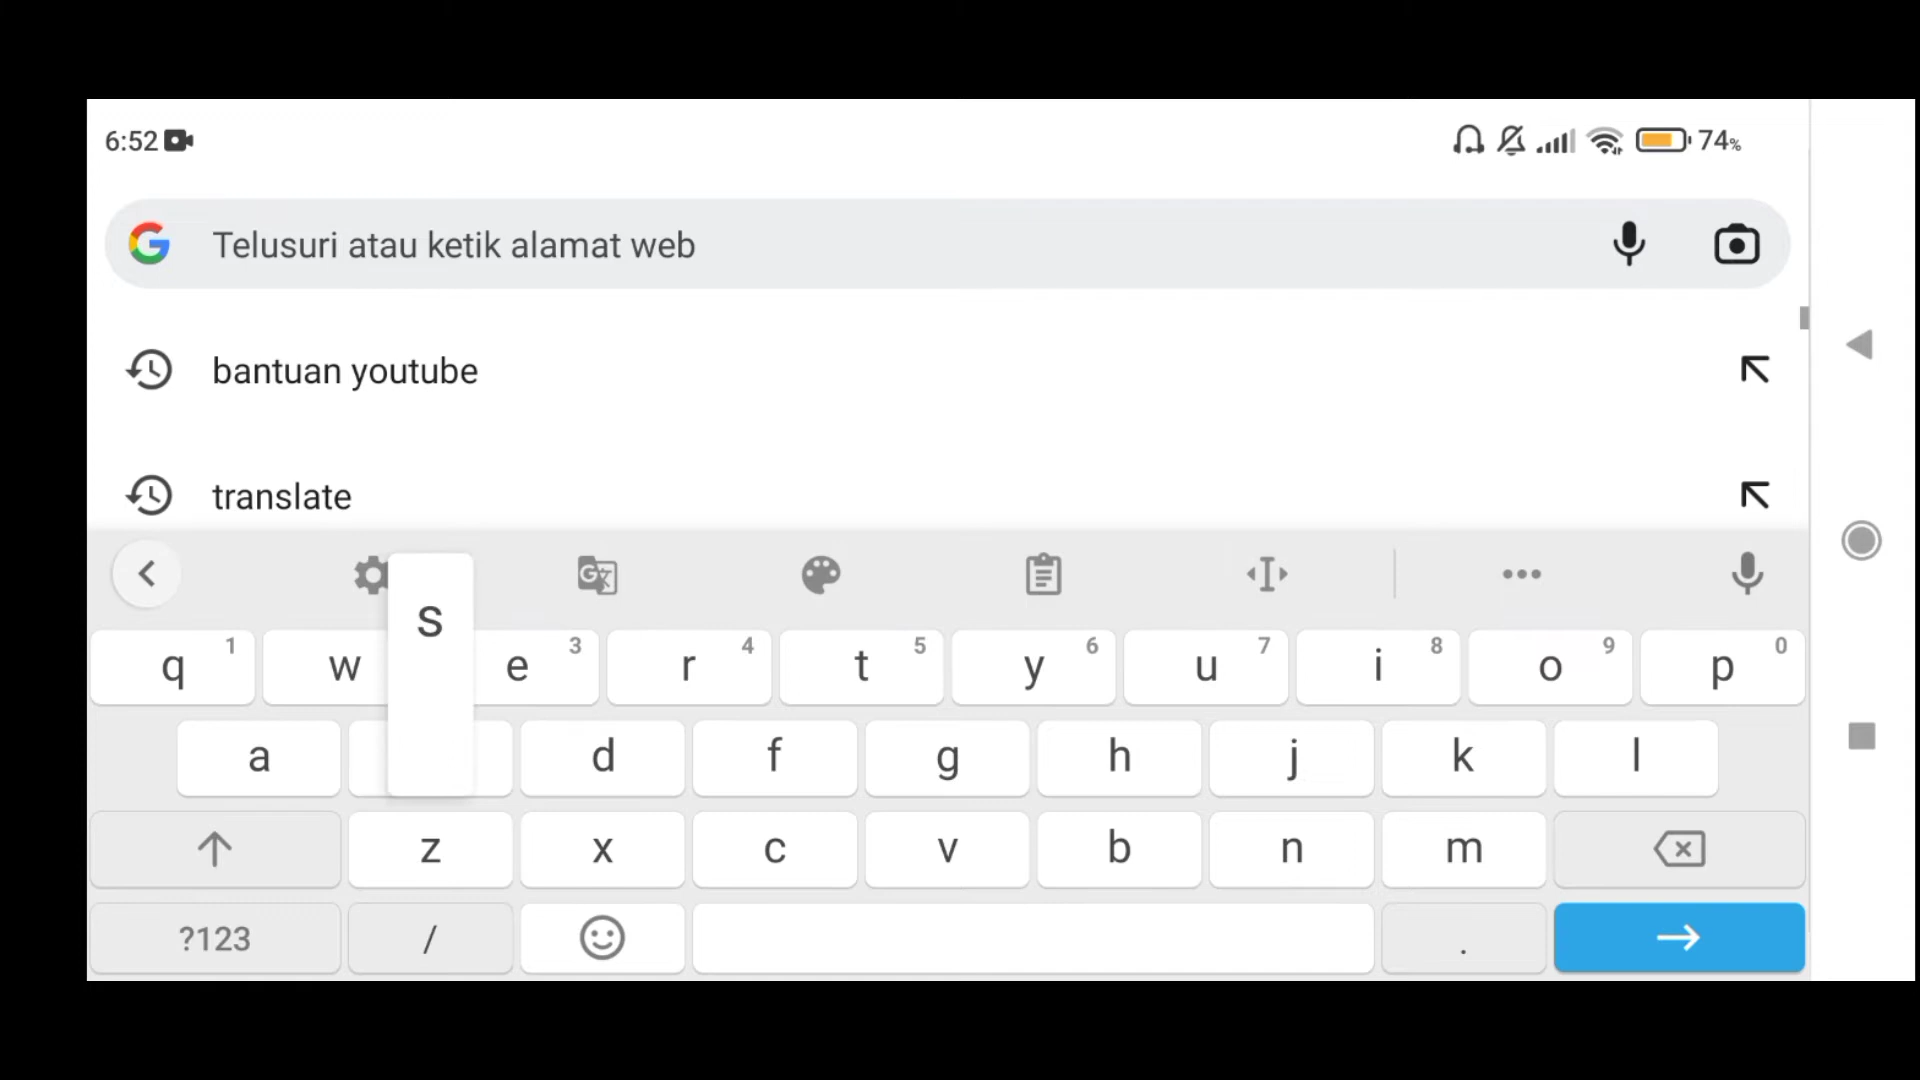 6:52 74%
Telusuri atau ketik alamat web
bantuan youtube
translate
s
q 1 w e 3 r 4 t 5 y 6 u 7 i 8 o 9 p 0
a d f g h j k l
z x c v b n m
?123 / .